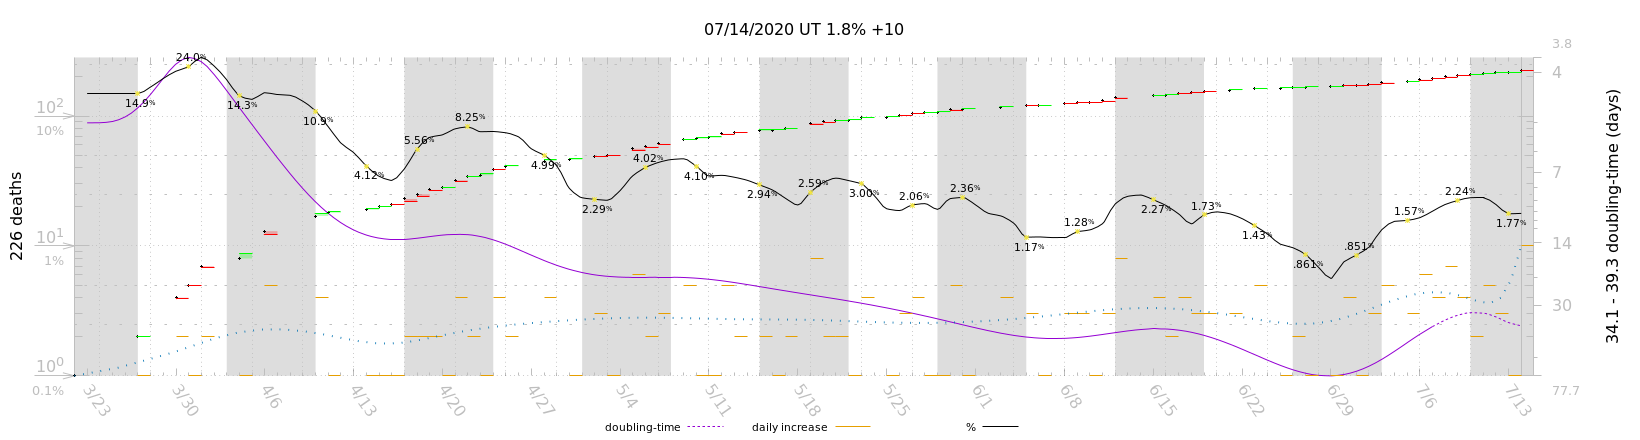 07/14/2020 UT 1.8% +10
226 deaths
10² 10¹ 10⁰
10% 1% 0.1%
14.9% 24.0% 14.3% 10.9% 4.12% 5.56% 8.25% 4.99% 2.29% 4.02% 4.10% 2.94% 2.59% 3.00% 2.06% 2.36% 1.17% 1.28% 2.27% 1.73% 1.43% .861% .851% 1.57% 2.24% 1.77%
3.8
4
7
14
30
77.7
34.1 - 39.3 doubling-time (days)
3/23 3/30 4/6 4/13 4/20 4/27 5/4 5/11 5/18 5/25 6/1 6/8 6/15 6/22 6/29 7/6 7/13
doubling-time daily increase %